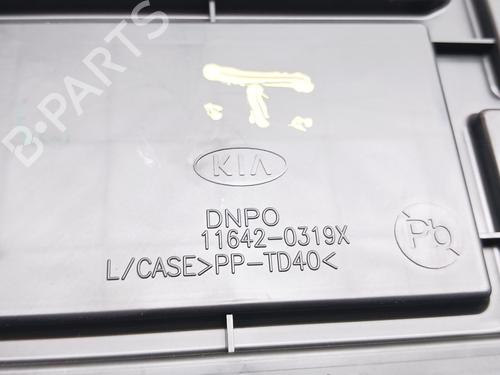 B-PARTS
T.
KIA
DNPO
11642-0319X
Pb
L/CASE>PP-TD40<